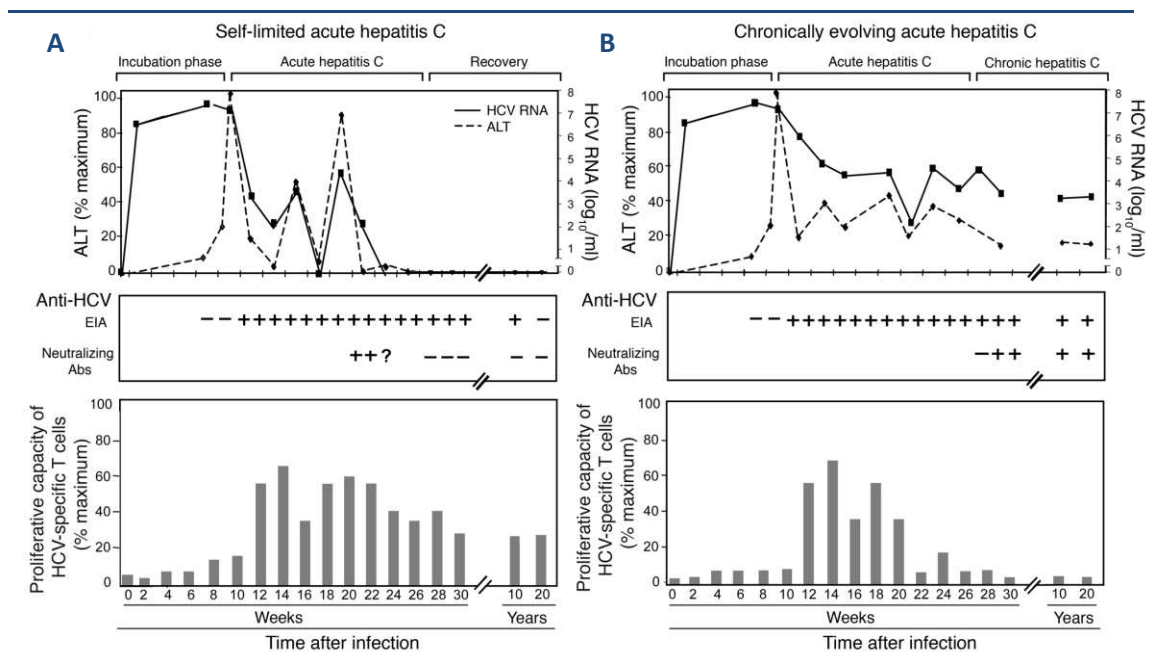 A
Self-limited acute hepatitis C
Incubation phase
Acute hepatitis C
Recovery
ALT (% maximum)
100
80
60
40
20
0
HCV RNA
ALT
8
7
6
5
4
3
2
1
0
HCV RNA (log10/ml)
Anti-HCV
EIA
－－+++++++++++++++ + －
Neutralizing
Abs
++? －－－ － －
Proliferative capacity of
HCV-specific T cells
(% maximum)
100
80
60
40
20
0
0 2 4 6 8 10 12 14 16 18 20 22 24 26 28 30 10 20
Weeks Years
Time after infection
B
Chronically evolving acute hepatitis C
Incubation phase
Acute hepatitis C
Chronic hepatitis C
ALT (% maximum)
100
80
60
40
20
0
8
7
6
5
4
3
2
1
0
HCV RNA (log10/ml)
Anti-HCV
EIA
－－+++++++++++++++ + +
Neutralizing
Abs
－++ + +
Proliferative capacity of
HCV-specific T cells
(% maximum)
100
80
60
40
20
0
0 2 4 6 8 10 12 14 16 18 20 22 24 26 28 30 10 20
Weeks Years
Time after infection